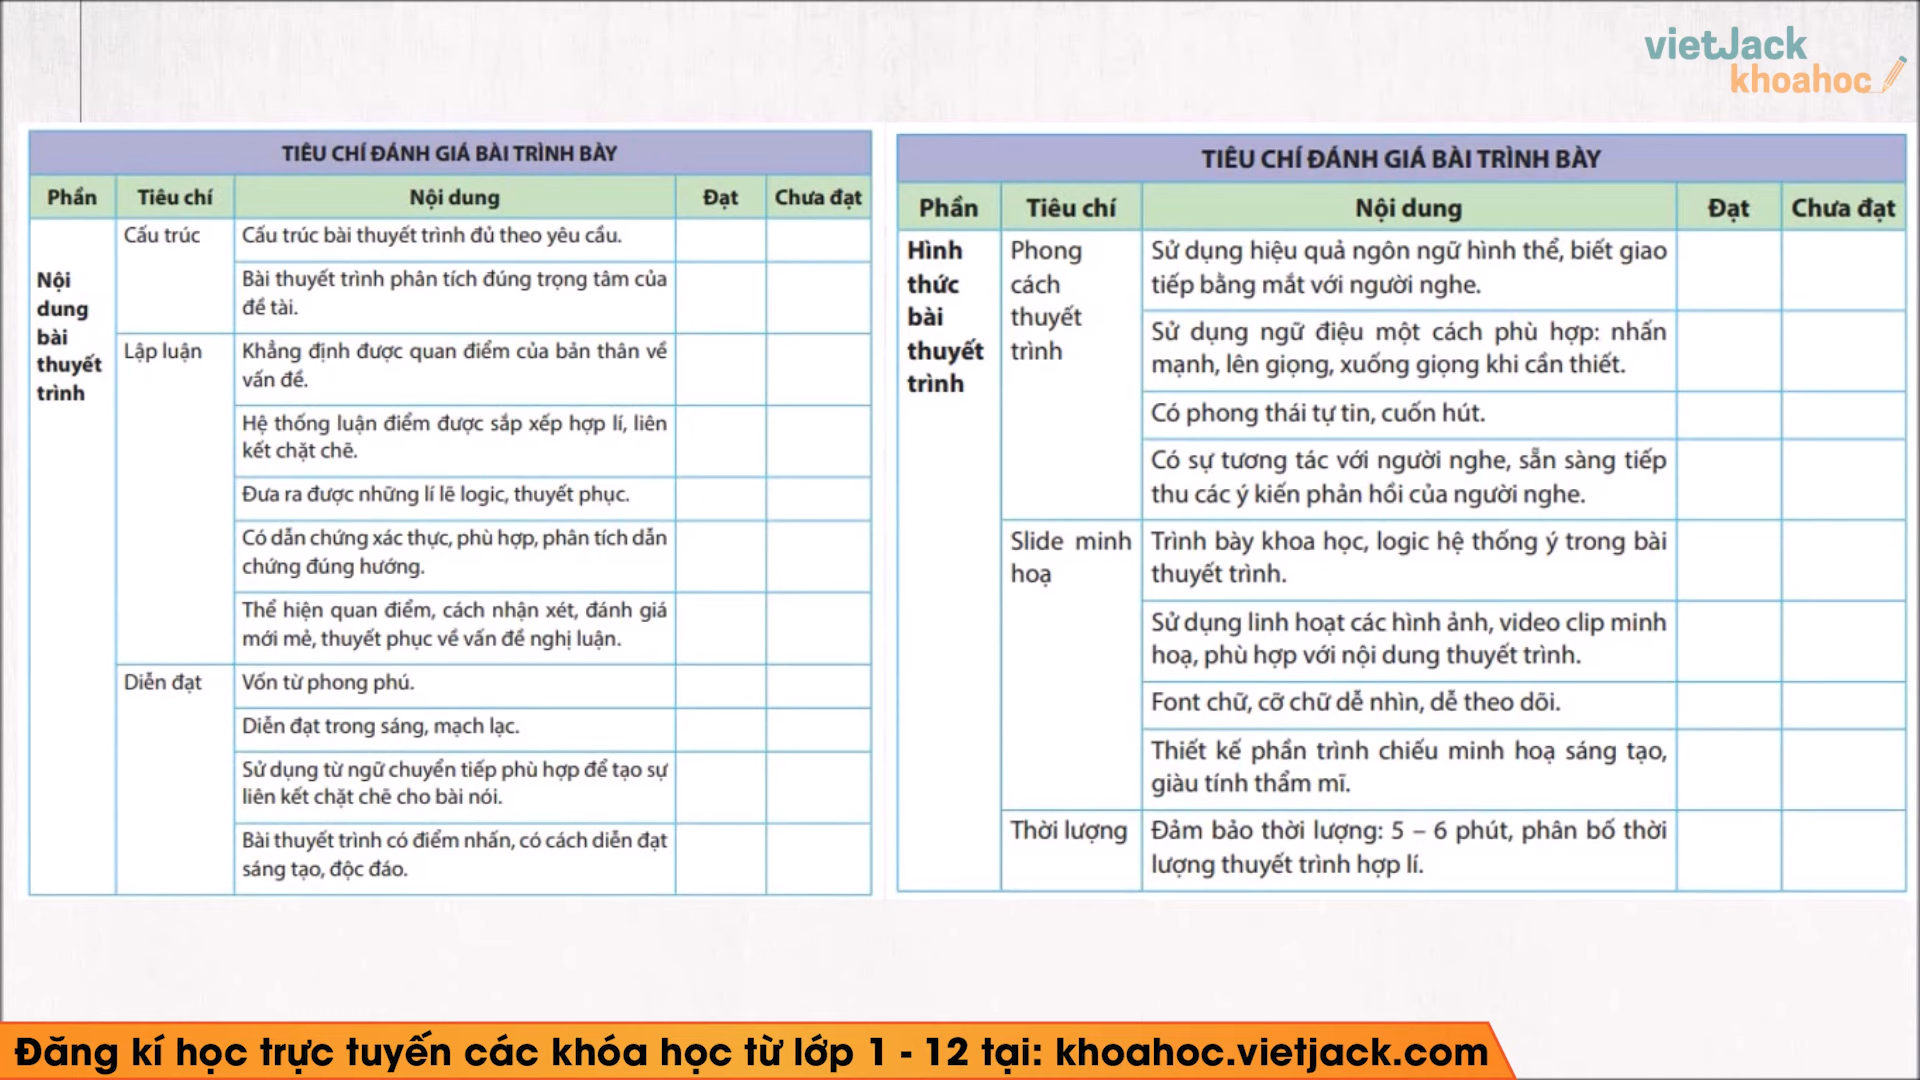 vietJack
khoahoc
TIÊU CHÍ ĐÁNH GIÁ BÀI TRÌNH BÀY
Phần Tiêu chí Nội dung Đạt Chưa đạt
Nội
dung
bài
thuyết
trình
Cấu trúc
Cấu trúc bài thuyết trình đủ theo yêu cầu.
Bài thuyết trình phân tích đúng trọng tâm của
đề tài.
Lập luận
Khẳng định được quan điểm của bản thân về
vấn đề.
Hệ thống luận điểm được sắp xếp hợp lí, liên
kết chặt chẽ.
Đưa ra được những lí lẽ logic, thuyết phục.
Có dẫn chứng xác thực, phù hợp, phân tích dẫn
chứng đúng hướng.
Thể hiện quan điểm, cách nhận xét, đánh giá
mới mẻ, thuyết phục về vấn đề nghị luận.
Diễn đạt
Vốn từ phong phú.
Diễn đạt trong sáng, mạch lạc.
Sử dụng từ ngữ chuyển tiếp phù hợp để tạo sự
liên kết chặt chẽ cho bài nói.
Bài thuyết trình có điểm nhấn, có cách diễn đạt
sáng tạo, độc đáo.
TIÊU CHÍ ĐÁNH GIÁ BÀI TRÌNH BÀY
Phần Tiêu chí Nội dung Đạt Chưa đạt
Hình
thức
bài
thuyết
trình
Phong
cách
thuyết
trình
Sử dụng hiệu quả ngôn ngữ hình thể, biết giao
tiếp bằng mắt với người nghe.
Sử dụng ngữ điệu một cách phù hợp: nhấn
mạnh, lên giọng, xuống giọng khi cần thiết.
Có phong thái tự tin, cuốn hút.
Có sự tương tác với người nghe, sẵn sàng tiếp
thu các ý kiến phản hồi của người nghe.
Slide minh
hoạ
Trình bày khoa học, logic hệ thống ý trong bài
thuyết trình.
Sử dụng linh hoạt các hình ảnh, video clip minh
hoạ, phù hợp với nội dung thuyết trình.
Font chữ, cỡ chữ dễ nhìn, dễ theo dõi.
Thiết kế phần trình chiếu minh hoạ sáng tạo,
giàu tính thẩm mĩ.
Thời lượng
Đảm bảo thời lượng: 5 – 6 phút, phân bố thời
lượng thuyết trình hợp lí.
Đăng kí học trực tuyến các khóa học từ lớp 1 - 12 tại: khoahoc.vietjack.com